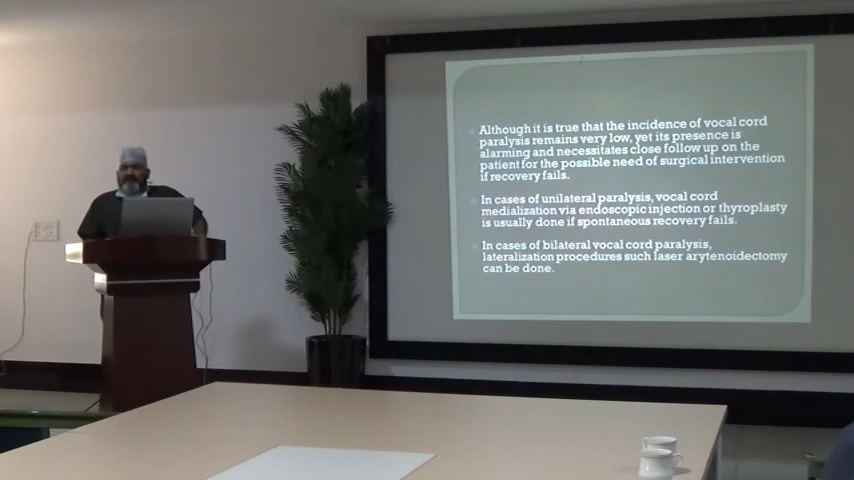 Although it is true that the incidence of vocal cord
paralysis remains very low, yet its presence is
alarming and necessitates close follow up on the
patient for the possible need of surgical intervention
if recovery fails.
In cases of unilateral paralysis, vocal cord
medialization via endoscopic injection or thyroplasty
is usually done if spontaneous recovery fails.
In cases of bilateral vocal cord paralysis,
lateralization procedures such laser arytenoidectomy
can be done.